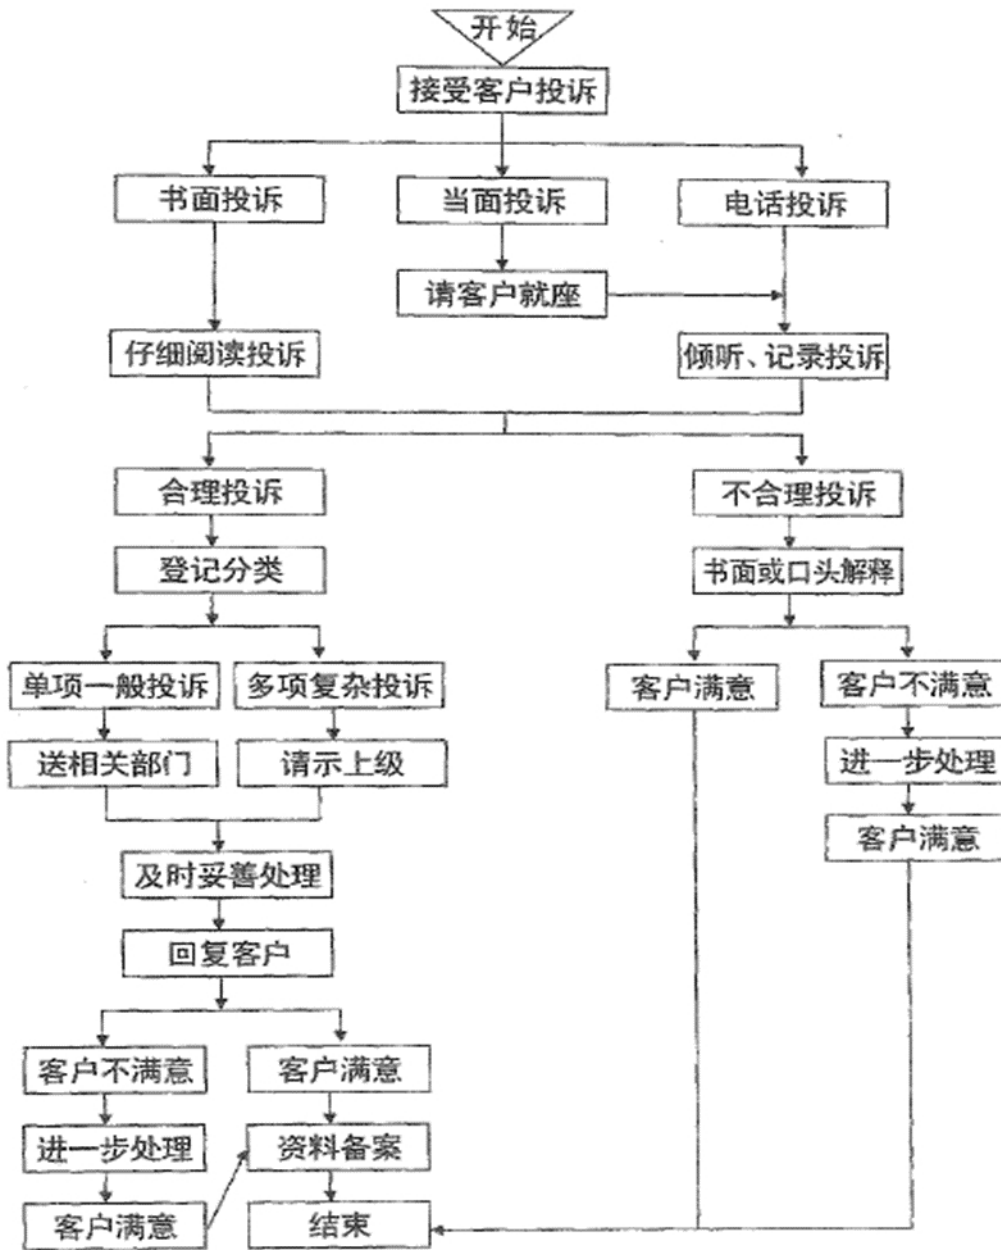 开始
接受客户投诉
书面投诉
当面投诉
电话投诉
请客户就座
仔细阅读投诉
倾听、记录投诉
合理投诉
不合理投诉
登记分类
书面或口头解释
单项一般投诉
多项复杂投诉
客户满意
客户不满意
送相关部门
请示上级
进一步处理
客户满意
及时妥善处理
回复客户
客户不满意
客户满意
进一步处理
资料备案
客户满意
结束